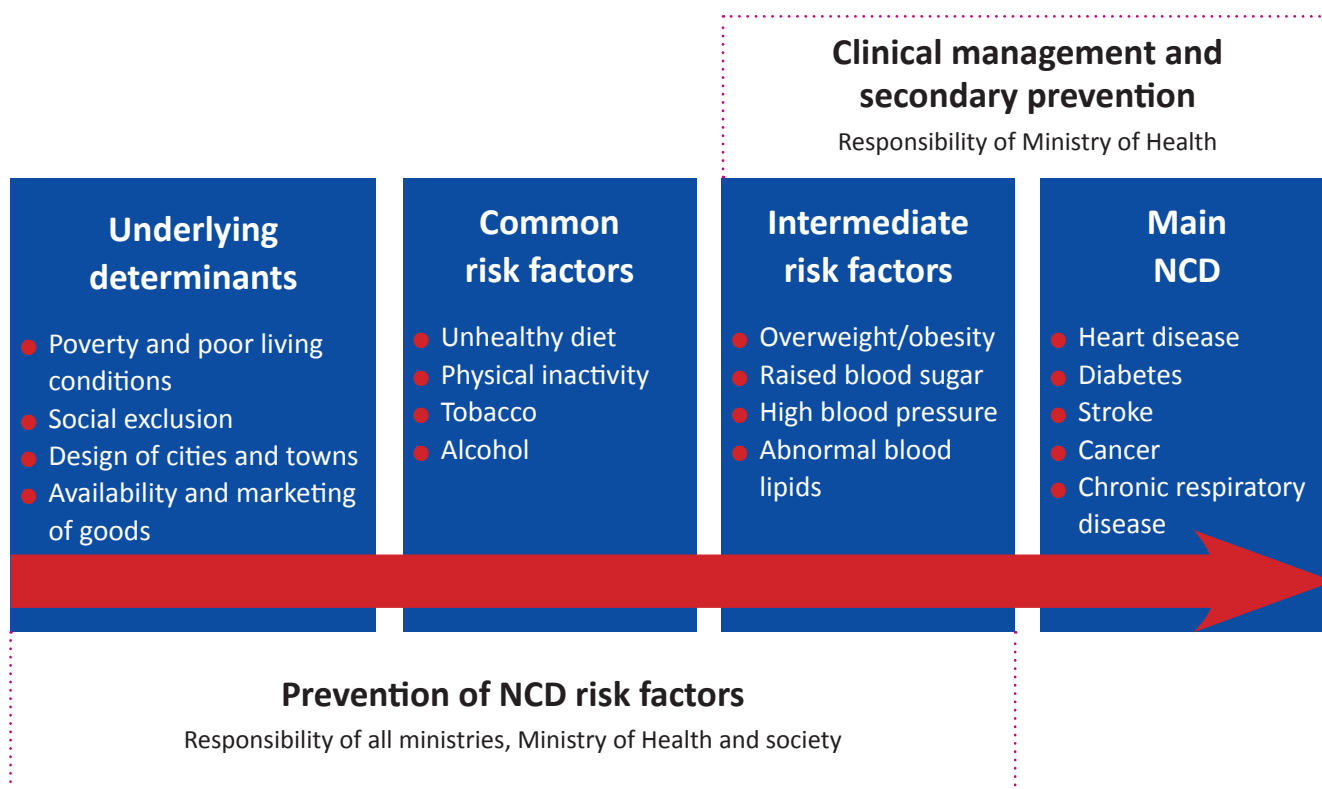 Clinical management and
secondary prevention
Responsibility of Ministry of Health
Underlying
determinants
Poverty and poor living
conditions
Social exclusion
Design of cities and towns
Availability and marketing
of goods
Common
risk factors
Unhealthy diet
Physical inactivity
Tobacco
Alcohol
Intermediate
risk factors
Overweight/obesity
Raised blood sugar
High blood pressure
Abnormal blood
lipids
Main
NCD
Heart disease
Diabetes
Stroke
Cancer
Chronic respiratory
disease
Prevention of NCD risk factors
Responsibility of all ministries, Ministry of Health and society